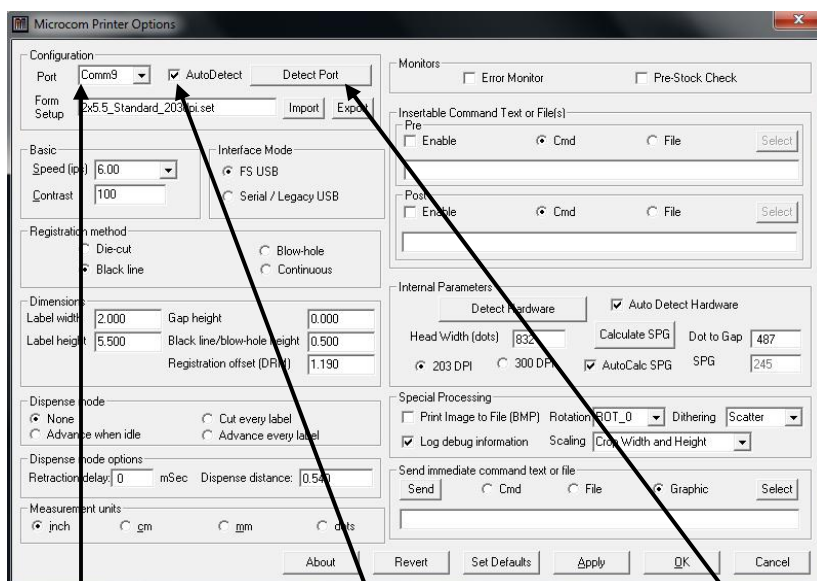 Microcom Printer Options
Configuration
Port Comm9 AutoDetect Detect Port
Form Setup 2x5.5_Standard_203dpi.set Import Export
Basic
Speed (ips) 6.00
Contrast 100
Interface Mode
FS USB
Serial / Legacy USB
Registration method
Die-cut Blow-hole
Black line Continuous
Dimensions
Label width 2.000 Gap height 0.000
Label height 5.500 Black line/blow-hole height 0.500
Registration offset (DRM) 1.190
Dispense mode
None Cut every label
Advance when idle Advance every label
Dispense mode options
Retraction delay: 0 mSec Dispense distance: 0.540
Measurement units
inch cm mm dots
Monitors
Error Monitor Pre-Stock Check
Insertable Command Text or File(s)
Pre
Enable Cmd File Select
Post
Enable Cmd File Select
Internal Parameters
Detect Hardware Auto Detect Hardware
Head Width (dots) 832 Calculate SPG Dot to Gap 487
203 DPI 300 DPI AutoCalc SPG SPG 245
Special Processing
Print Image to File (BMP) Rotation ROT_0 Dithering Scatter
Log debug information Scaling Crop Width and Height
Send immediate command text or file
Send Cmd File Graphic Select
About Revert Set Defaults Apply OK Cancel